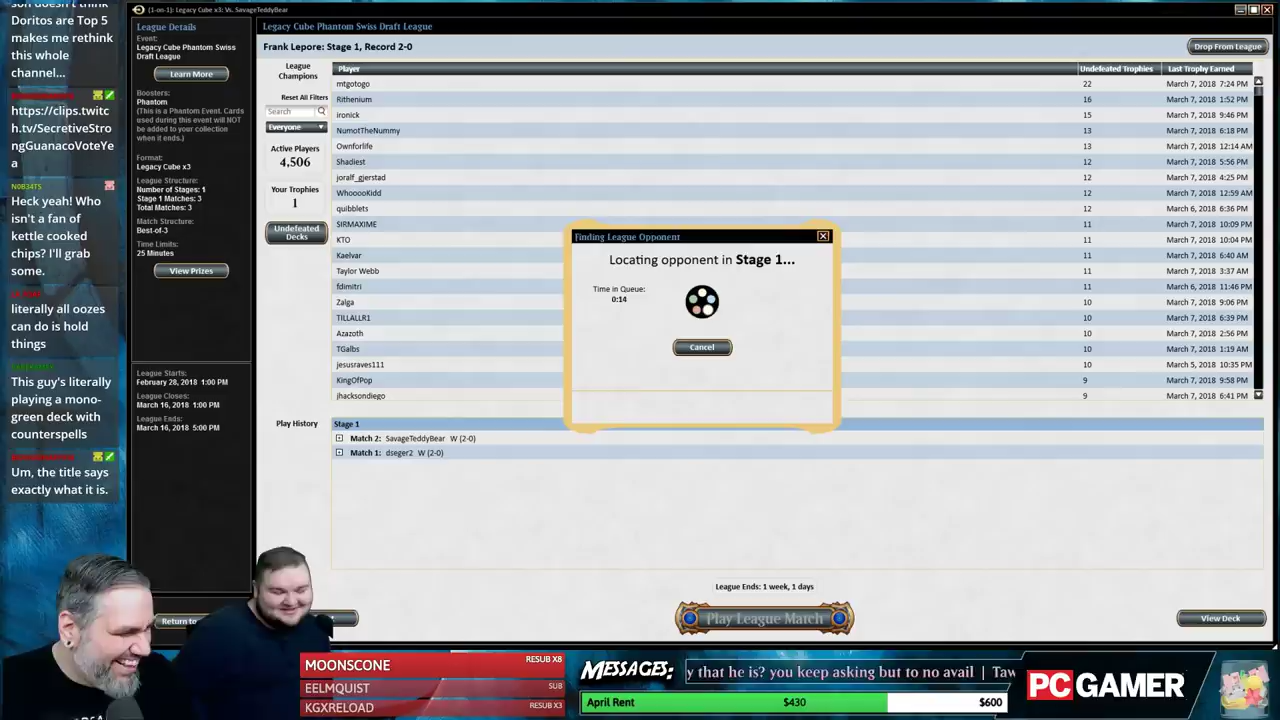 (1-on-1): Legacy Cube x3: Vs. SavageTeddyBear
Doritos are Top 5
makes me rethink
this whole
channel...
https://clips.twitc
h.tv/SecretiveStro
ngGuanacoVoteYe
a
N0B34TS
Heck yeah! Who
isn't a fan of
kettle cooked
chips? I'll grab
some.
literally all oozes
can do is hold
things
This guy's literally
playing a mono-
green deck with
counterspells
Um, the title says
exactly what it is.
League Details
Event:
Legacy Cube Phantom Swiss
Draft League
Learn More
Boosters:
Phantom
(This is a Phantom Event. Cards
used during this event will NOT
be added to your collection
when it ends.)
Format:
Legacy Cube x3
League Structure:
Number of Stages: 1
Stage 1 Matches: 3
Total Matches: 3
Match Structure:
Best-of-3
Time Limits:
25 Minutes
View Prizes
League Starts:
February 28, 2018 1:00 PM
League Closes:
March 16, 2018 1:00 PM
League Ends:
March 16, 2018 5:00 PM
Return to
Legacy Cube Phantom Swiss Draft League
Frank Lepore: Stage 1, Record 2-0
Drop From League
League
Champions
Reset All Filters
Search
Everyone
Active Players
4,506
Your Trophies
1
Undefeated
Decks
Player Undefeated Trophies Last Trophy Earned
mtgotogo 22 March 7, 2018 7:24 PM
Rithenium 16 March 7, 2018 1:52 PM
ironick 15 March 7, 2018 9:46 PM
NumotTheNummy 13 March 7, 2018 6:18 PM
Ownforlife 13 March 7, 2018 12:14 AM
Shadiest 12 March 7, 2018 5:56 PM
joralf_gjerstad 12 March 7, 2018 4:25 PM
WhooooKidd 12 March 7, 2018 12:59 AM
quibblets 12 March 6, 2018 6:36 PM
SIRMAXIME 11 March 7, 2018 10:09 PM
KTO 11 March 7, 2018 10:04 PM
Kaelvar 11 March 7, 2018 6:40 AM
Taylor Webb 11 March 7, 2018 3:37 AM
fdimitri 11 March 6, 2018 11:46 PM
Zalga 10 March 7, 2018 9:06 PM
TILLALLR1 10 March 7, 2018 6:39 PM
Azazoth 10 March 7, 2018 2:56 PM
TGalbs 10 March 7, 2018 1:19 AM
jesusraves111 10 March 5, 2018 10:35 PM
KingOfPop 9 March 7, 2018 9:58 PM
jhacksondiego 9 March 7, 2018 6:41 PM
Finding League Opponent
Locating opponent in Stage 1...
Time in Queue:
0:14
Cancel
Play History
Stage 1
Match 2: SavageTeddyBear W (2-0)
Match 1: dseger2 W (2-0)
League Ends: 1 week, 1 days
Play League Match
View Deck
MOONSCONE RESUB X8
EELMQUIST SUB
KGXRELOAD RESUB X3
MESSAGES:
y that he is? you keep asking but to no avail | Taw
April Rent $430 $600
PC GAMER